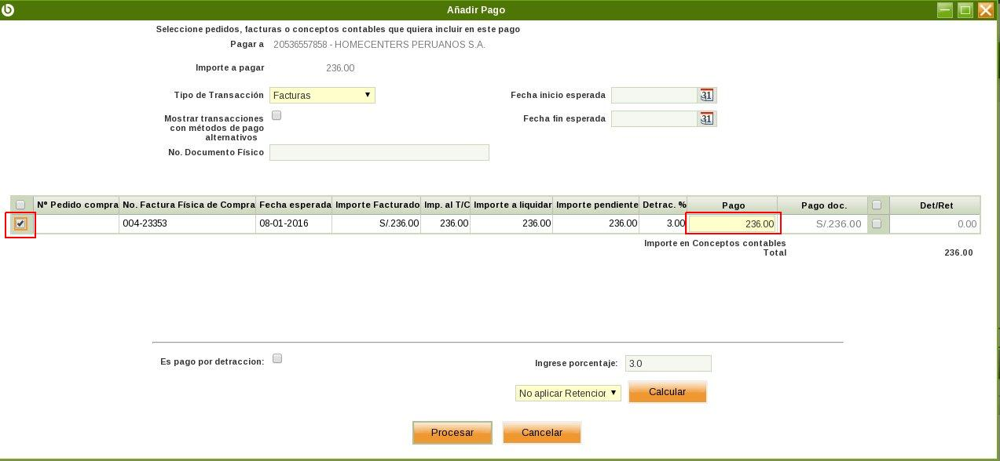 Añadir Pago
Seleccione pedidos, facturas o conceptos contables que quiera incluir en este pago
Pagar a 20536557858 - HOMECENTERS PERUANOS S.A.
Importe a pagar 236.00
Tipo de Transacción Facturas Fecha inicio esperada 31
Mostrar transacciones
con métodos de pago
alternativos
Fecha fin esperada 31
No. Documento Físico
Nº Pedido compra No. Factura Física de Compra Fecha esperada Importe Facturado Imp. al T/C Importe a liquidar Importe pendiente Detrac. % Pago Pago doc. Det/Ret
004-23353 08-01-2016 S/.236.00 236.00 236.00 236.00 3.00 236.00 S/.236.00 0.00
Importe en Conceptos contables
Total 236.00
Es pago por detraccion: Ingrese porcentaje: 3.0
No aplicar Retencior Calcular
Procesar Cancelar